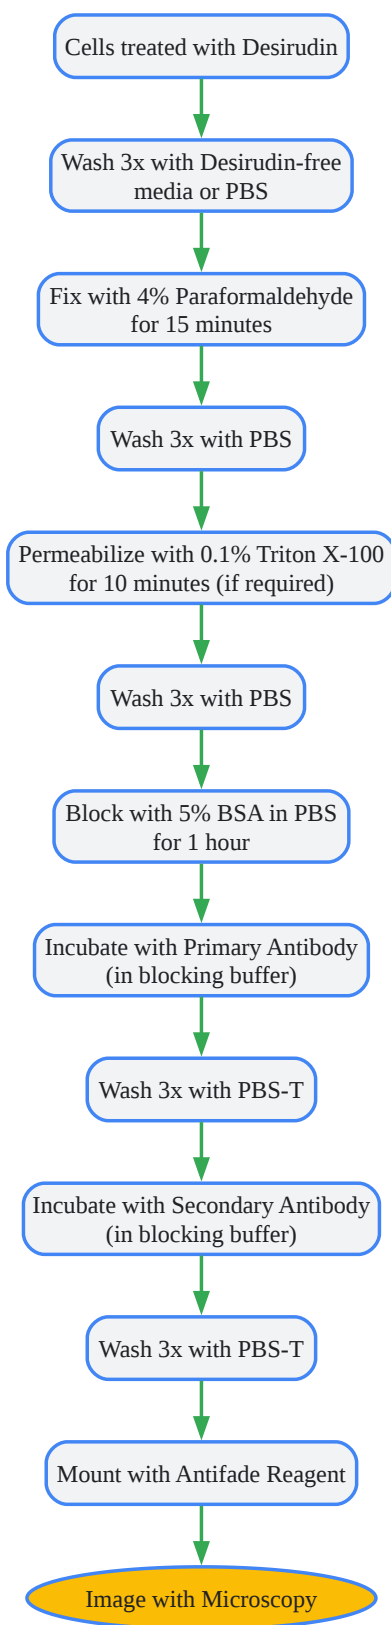 Cells treated with Desirudin
Wash 3x with Desirudin-free
media or PBS
Fix with 4% Paraformaldehyde
for 15 minutes
Wash 3x with PBS
Permeabilize with 0.1% Triton X-100
for 10 minutes (if required)
Wash 3x with PBS
Block with 5% BSA in PBS
for 1 hour
Incubate with Primary Antibody
(in blocking buffer)
Wash 3x with PBS-T
Incubate with Secondary Antibody
(in blocking buffer)
Wash 3x with PBS-T
Mount with Antifade Reagent
Image with Microscopy